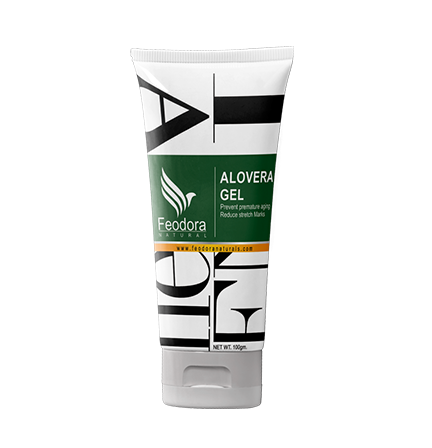 ALOVERA
GEL
Prevent premature aging
Reduce stretch Marks
Feodora
NATURAL
www.feodoranaturals.com
NET WT. 100gm.